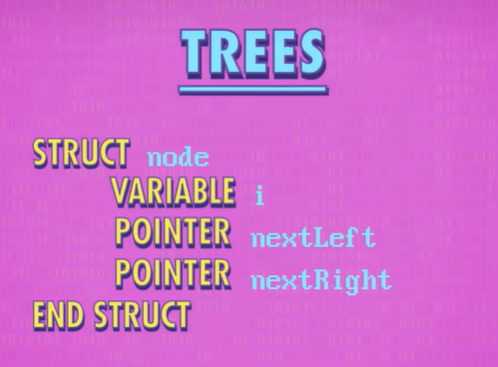 TREES
STRUCT node
VARIABLE i
POINTER nextLeft
POINTER nextRight
END STRUCT